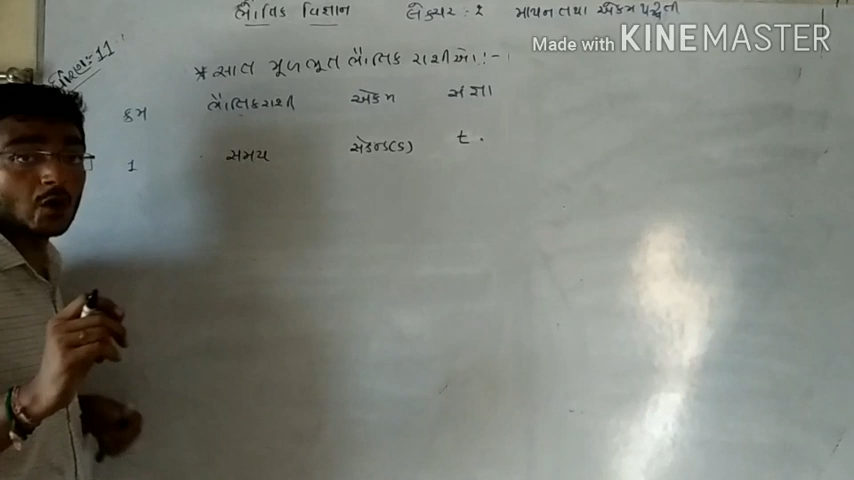 ભૌતિક વિજ્ઞાન લેક્ચર : ૨ માપન તથા એકમ પદ્ધતી
Made with KINEMASTER
ધોરણ:-11
* સાત મૂળભૂત ભૌતિક રાશીઓ :-
ક્રમ ભૌતિકરાશી એકમ સંજ્ઞા
1 સમય સેકન્ડ(s) t.